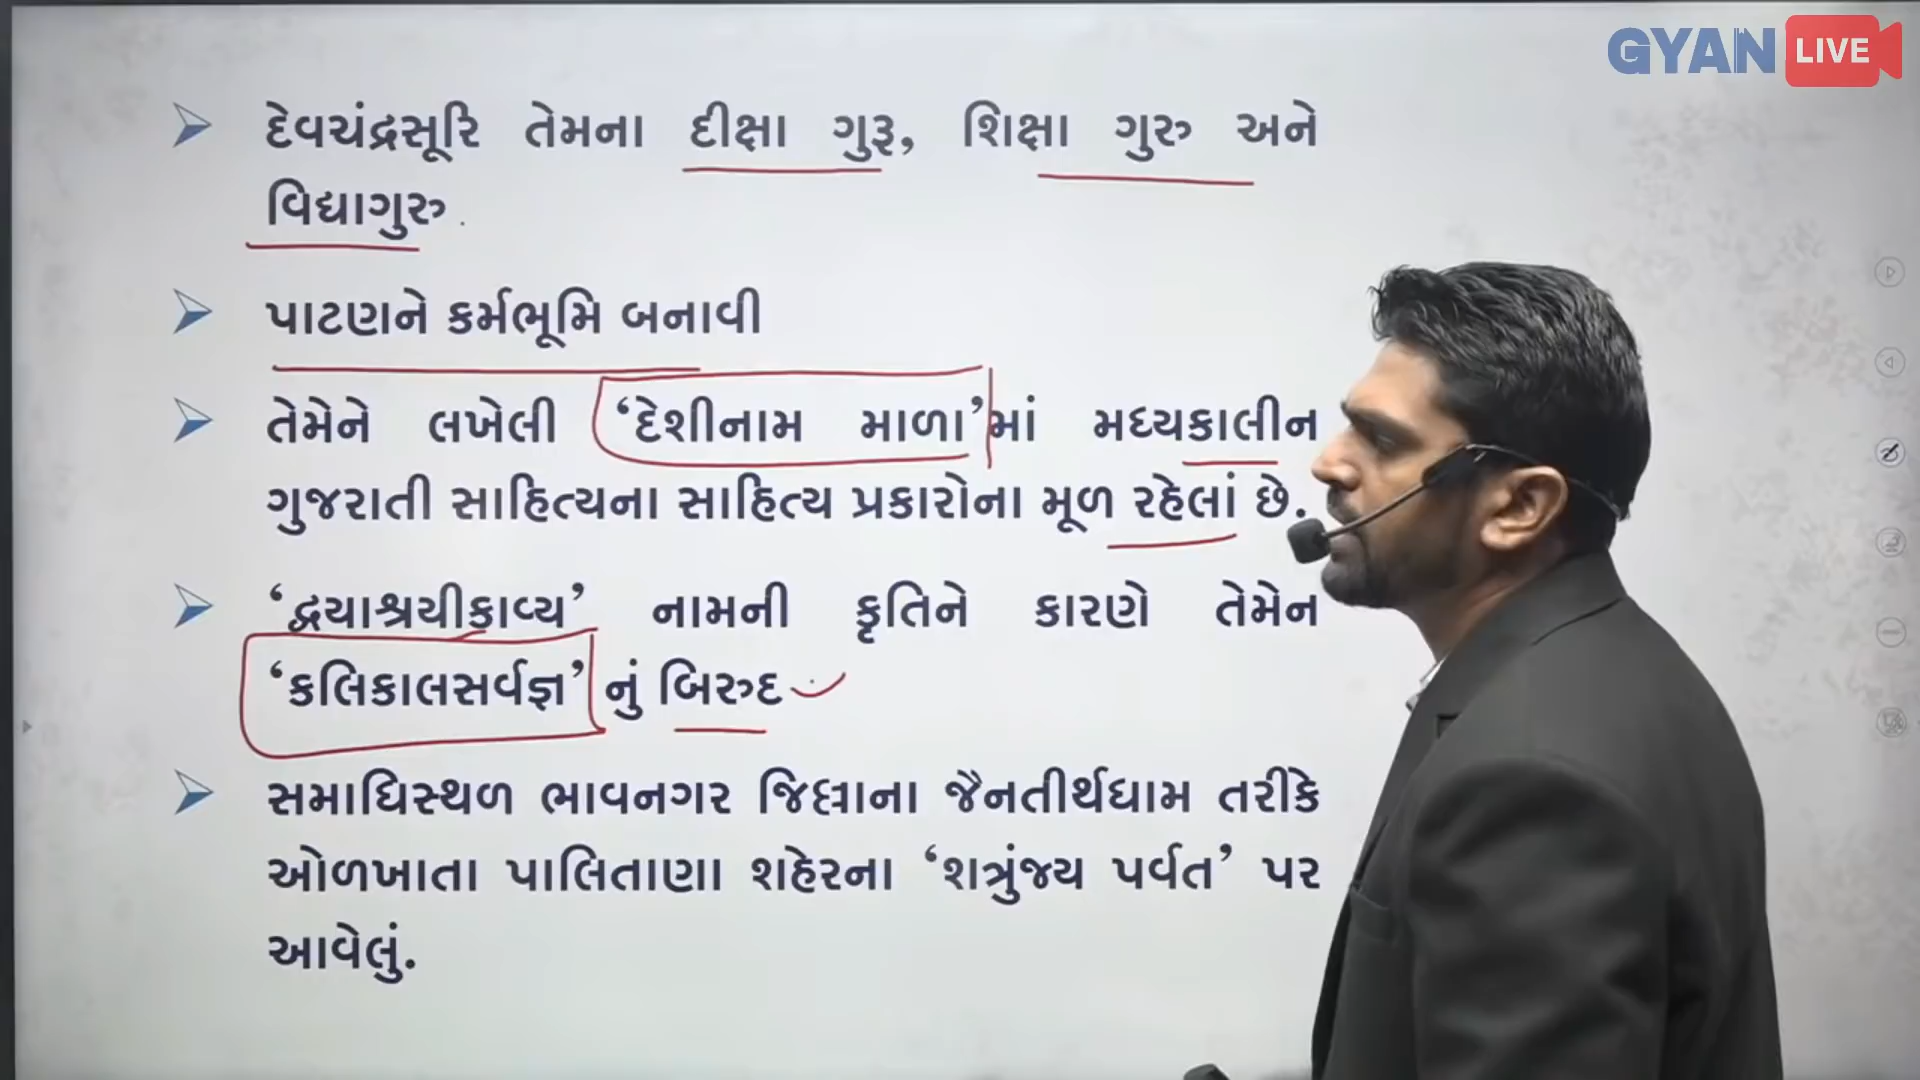 GYAN LIVE
દેવચંદ્રસૂરિ તેમના દીક્ષા ગુરૂ, શિક્ષા ગુરુ અને
વિદ્યાગુરુ.
પાટણને કર્મભૂમિ બનાવી
તેમેને લખેલી ‘દેશીનામ માળા’માં મધ્યકાલીન
ગુજરાતી સાહિત્યના સાહિત્ય પ્રકારોના મૂળ રહેલાં છે.
‘દ્વયાશ્રયીકાવ્ય’ નામની કૃતિને કારણે તેમેન
‘કલિકાલસર્વજ્ઞ’ નું બિરુદ
સમાધિસ્થળ ભાવનગર જિલ્લાના જૈનતીર્થધામ તરીકે
ઓળખાતા પાલિતાણા શહેરના ‘શત્રુંજ્ય પર્વત’ પર
આવેલું.